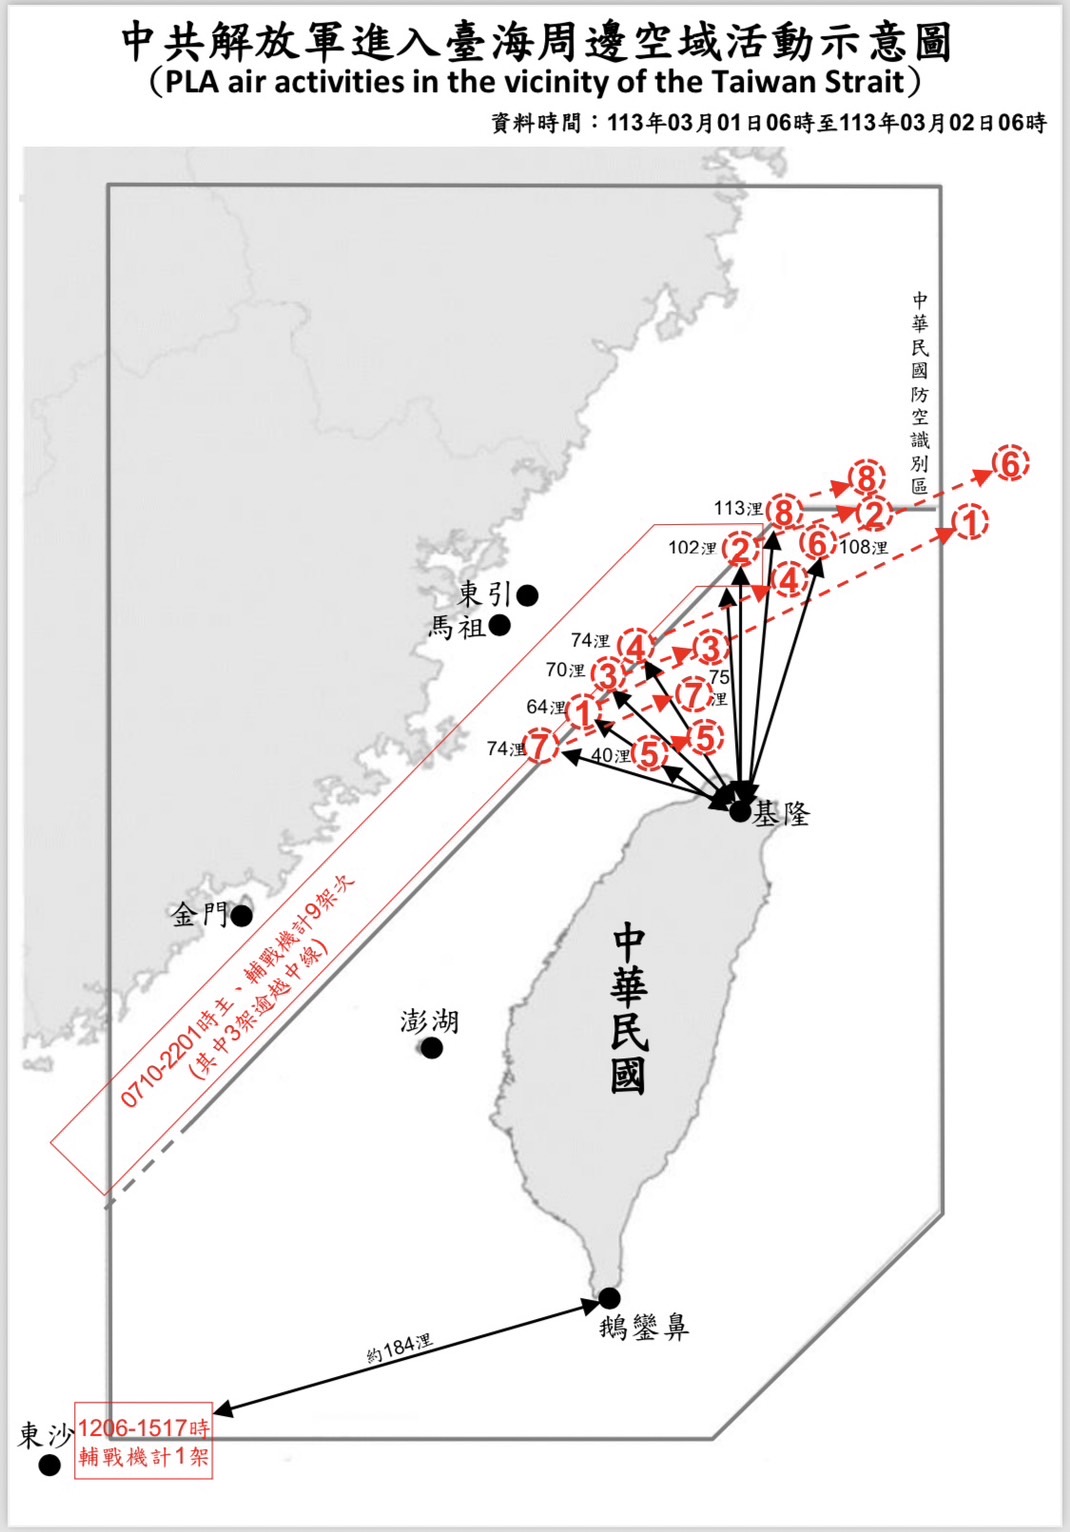 中共解放軍進入臺海周邊空域活動示意圖
（PLA air activities in the vicinity of the Taiwan Strait）
資料時間：113年03月01日06時至113年03月02日06時
中華民國防空識別區
6
8
113浬
8
2
1
102浬
2
6
108浬
4
東引
馬祖
74浬
4
3
70浬
3
75浬
7
64浬
1
74浬
7
40浬
5
5
基隆
金門
0710-2201時主、輔戰機計9架次
(其中3架逾越中線)
中華民國
澎湖
鵝鑾鼻
約184浬
東沙
1206-1517時
輔戰機計1架